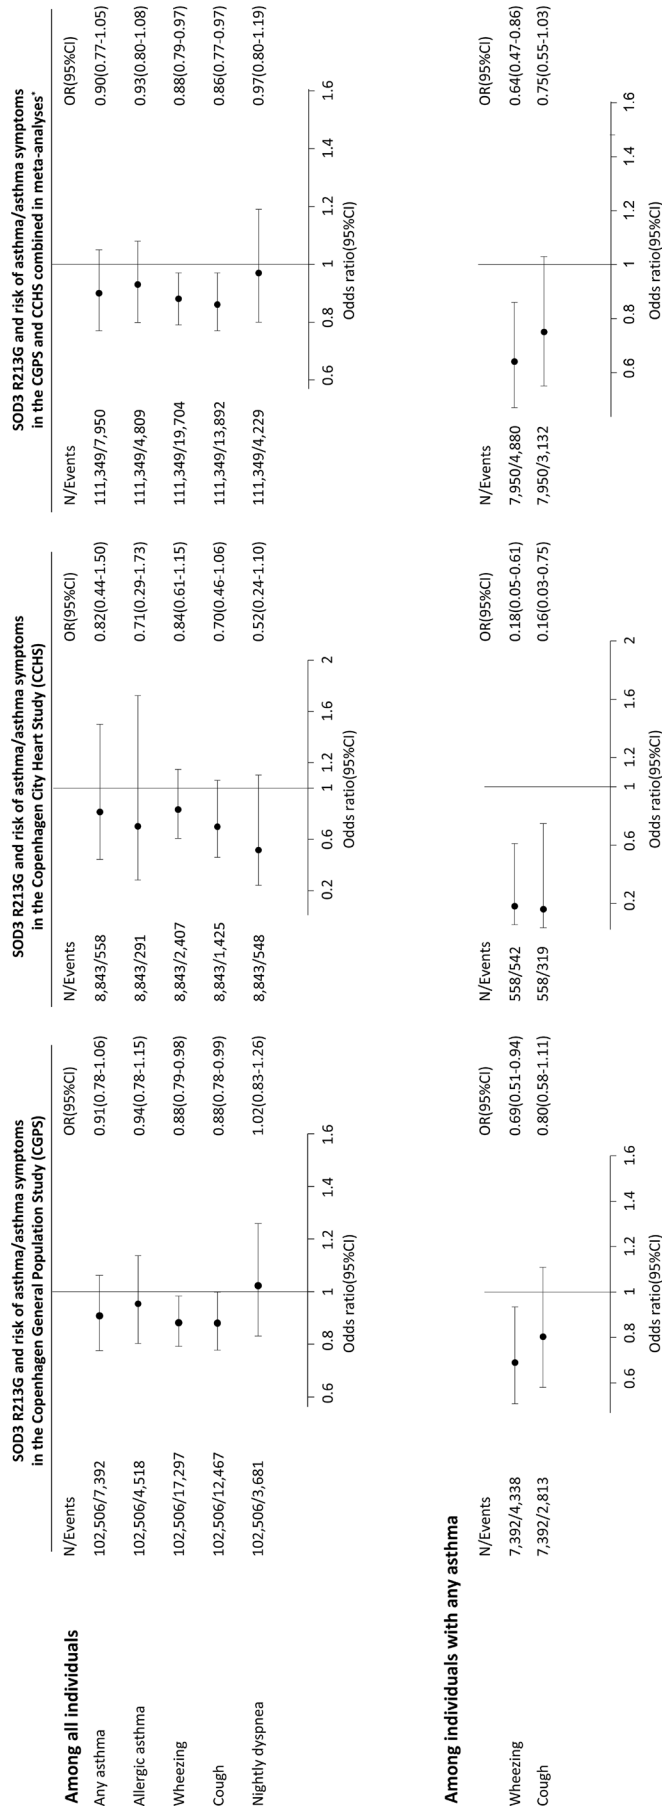 SOD3 R213G and risk of asthma/asthma symptoms
in the Copenhagen General Population Study (CGPS)
SOD3 R213G and risk of asthma/asthma symptoms
in the Copenhagen City Heart Study (CCHS)
SOD3 R213G and risk of asthma/asthma symptoms
in the CGPS and CCHS combined in meta-analyses*
Among all individuals
N/Events OR(95%CI) N/Events OR(95%CI) N/Events OR(95%CI)
Any asthma 102,506/7,392 0.91(0.78-1.06) 8,843/558 0.82(0.44-1.50) 111,349/7,950 0.90(0.77-1.05)
Allergic asthma 102,506/4,518 0.94(0.78-1.15) 8,843/291 0.71(0.29-1.73) 111,349/4,809 0.93(0.80-1.08)
Wheezing 102,506/17,297 0.88(0.79-0.98) 8,843/2,407 0.84(0.61-1.15) 111,349/19,704 0.88(0.79-0.97)
Cough 102,506/12,467 0.88(0.78-0.99) 8,843/1,425 0.70(0.46-1.06) 111,349/13,892 0.86(0.77-0.97)
Nightly dyspnea 102,506/3,681 1.02(0.83-1.26) 8,843/548 0.52(0.24-1.10) 111,349/4,229 0.97(0.80-1.19)
0.6 0.8 1 1.2 1.4 1.6 0.2 0.6 1 1.2 1.6 2 0.6 0.8 1 1.2 1.4 1.6
Odds ratio(95%CI) Odds ratio(95%CI) Odds ratio(95%CI)
Among individuals with any asthma
N/Events OR(95%CI) N/Events OR(95%CI) N/Events OR(95%CI)
Wheezing 7,392/4,338 0.69(0.51-0.94) 558/542 0.18(0.05-0.61) 7,950/4,880 0.64(0.47-0.86)
Cough 7,392/2,813 0.80(0.58-1.11) 558/319 0.16(0.03-0.75) 7,950/3,132 0.75(0.55-1.03)
0.6 0.8 1 1.2 1.4 1.6 0.2 0.6 1 1.2 1.6 2 0.6 0.8 1 1.2 1.4 1.6
Odds ratio(95%CI) Odds ratio(95%CI) Odds ratio(95%CI)